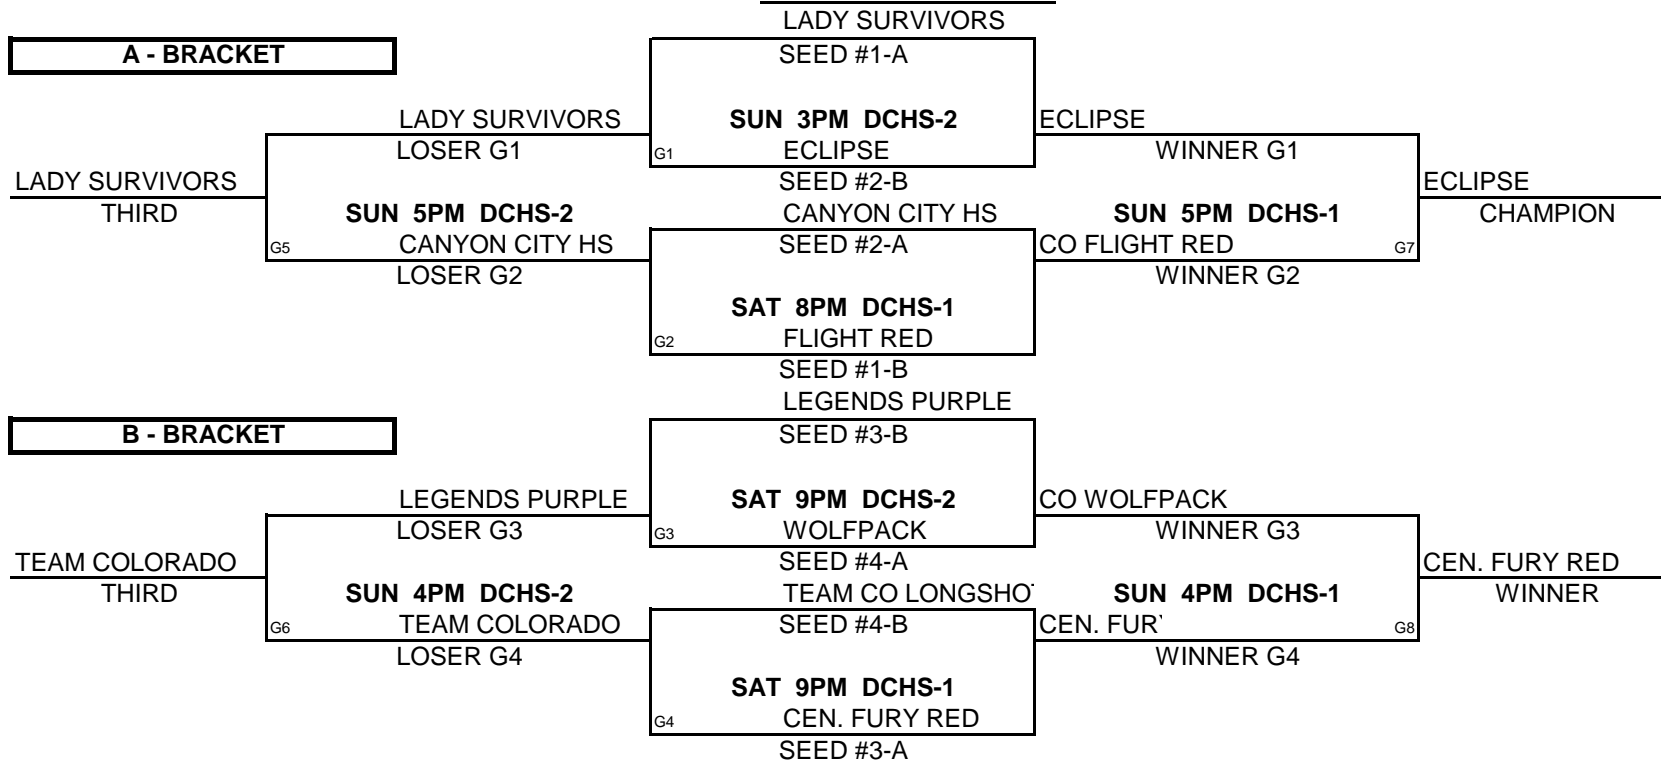 LADY SURVIVORS
A - BRACKET
SEED #1-A
LADY SURVIVORS
SUN 3PM DCHS-2
ECLIPSE
LOSER G1
G1
ECLIPSE
WINNER G1
LADY SURVIVORS
SEED #2-B
ECLIPSE
THIRD
SUN 5PM DCHS-2
CANYON CITY HS
SUN 5PM DCHS-1
CHAMPION
G5
CANYON CITY HS
SEED #2-A
CO FLIGHT RED
G7
LOSER G2
WINNER G2
SAT 8PM DCHS-1
G2
FLIGHT RED
SEED #1-B
LEGENDS PURPLE
B - BRACKET
SEED #3-B
LEGENDS PURPLE
SAT 9PM DCHS-2
CO WOLFPACK
LOSER G3
G3
WOLFPACK
WINNER G3
TEAM COLORADO
SEED #4-A
CEN. FURY RED
THIRD
SUN 4PM DCHS-2
TEAM CO LONGSHO
SUN 4PM DCHS-1
WINNER
G6
TEAM COLORADO
SEED #4-B
CEN. FUR
G8
LOSER G4
WINNER G4
SAT 9PM DCHS-1
G4
CEN. FURY RED
SEED #3-A